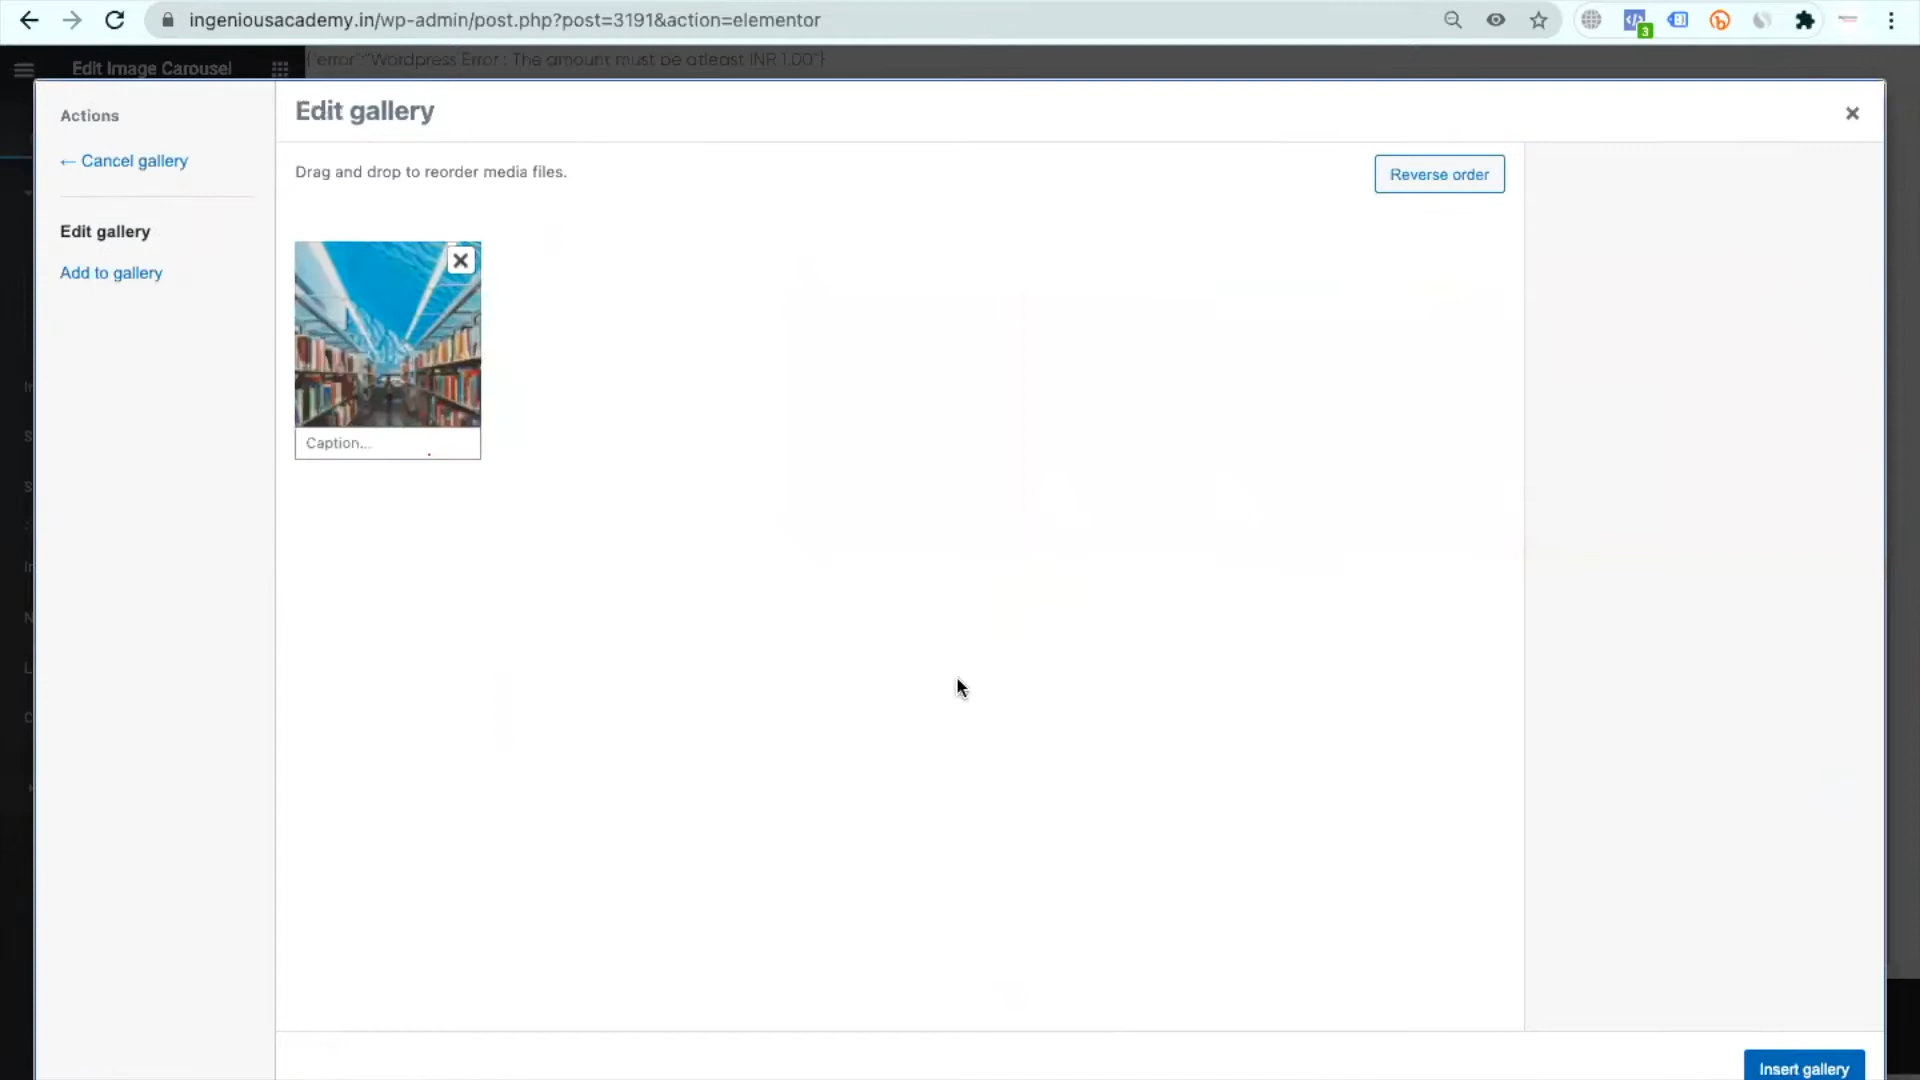 ingeniousacademy.in/wp-admin/post.php?post=3191&action=elementor
3
Edit Image Carousel
{"error":"Wordpress Error : The amount must be atleast INR 1.00"}
Actions
← Cancel gallery
Edit gallery
Add to gallery
Edit gallery
Drag and drop to reorder media files.
Reverse order
Caption...
Insert gallery